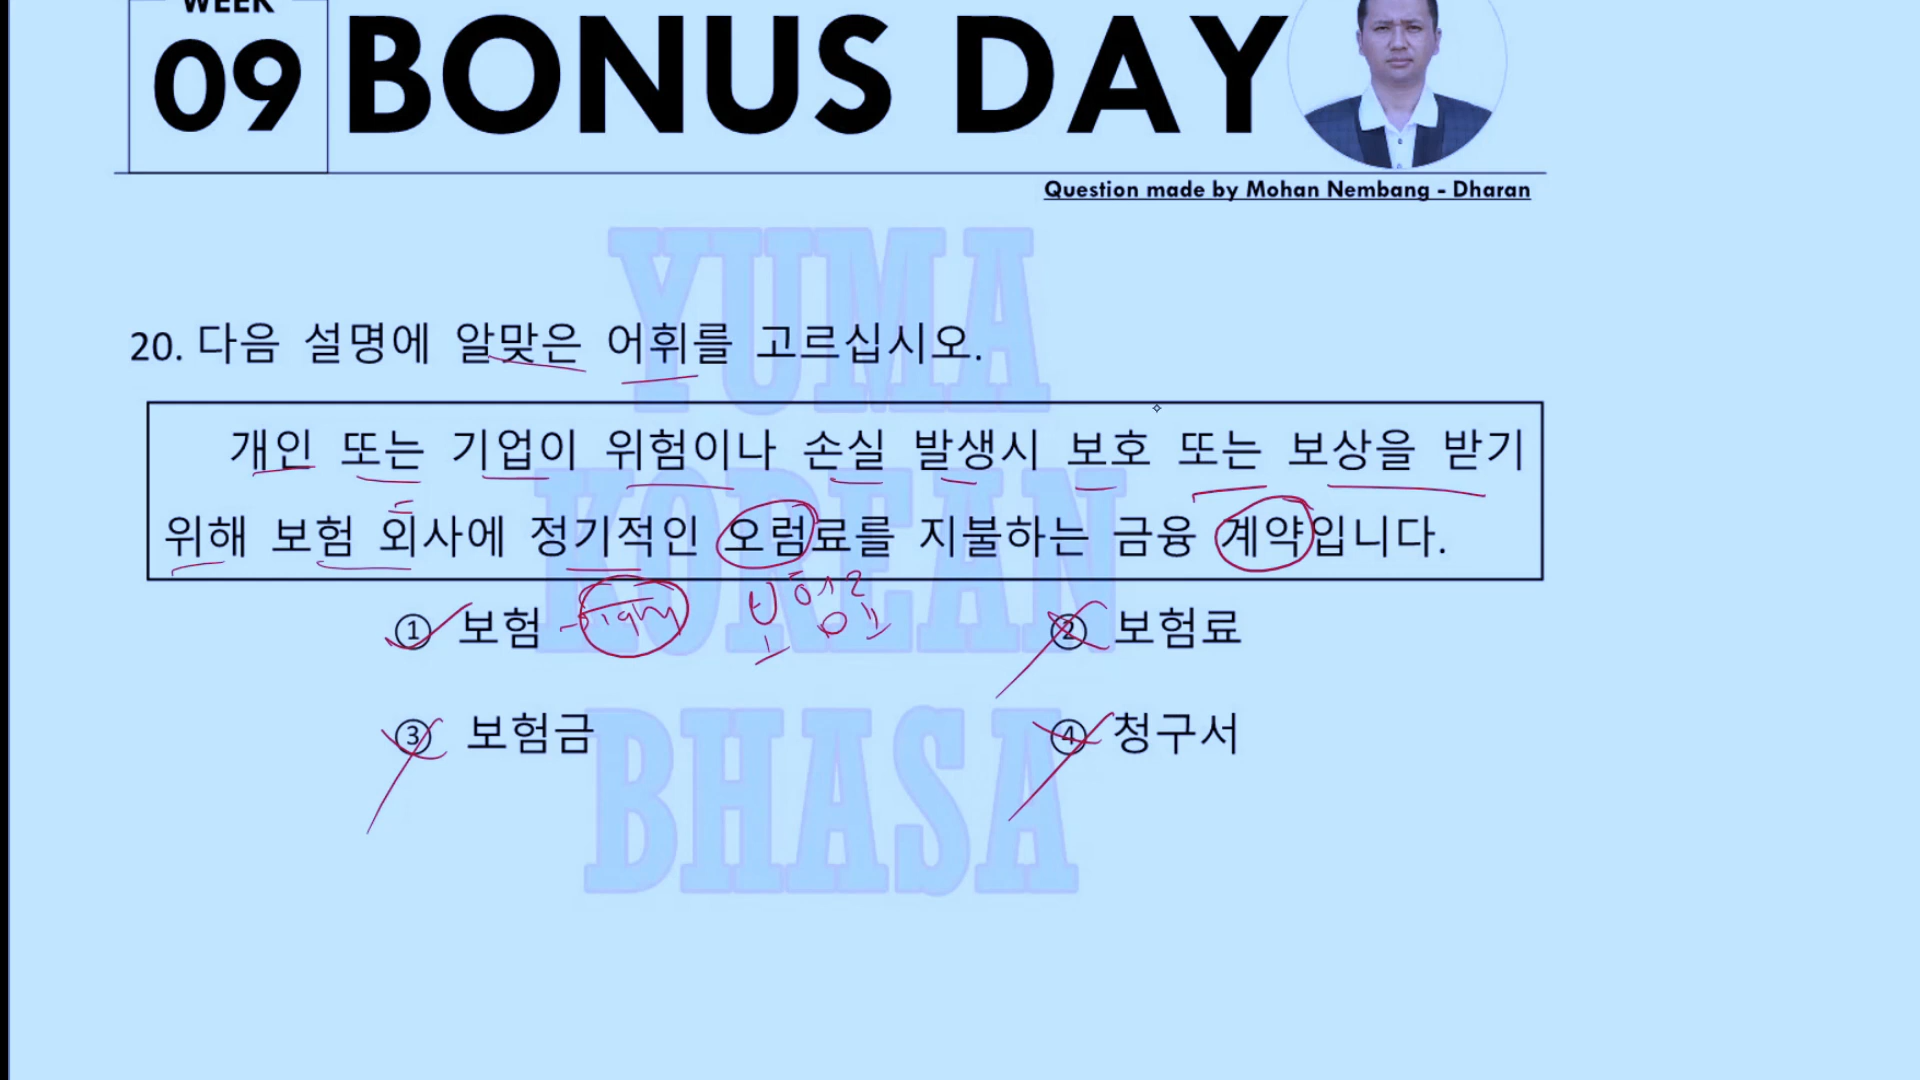 WEEK
09 BONUS DAY
Question made by Mohan Nembang - Dharan
YUMA
KOREAN
BHASA
20. 다음 설명에 알맞은 어휘를 고르십시오.
개인 또는 기업이 위험이나 손실 발생시 보호 또는 보상을 받기
위해 보험 외사에 정기적인 오럼료를 지불하는 금융 계약입니다.
① 보험
② 보험료
③ 보험금
④ 청구서